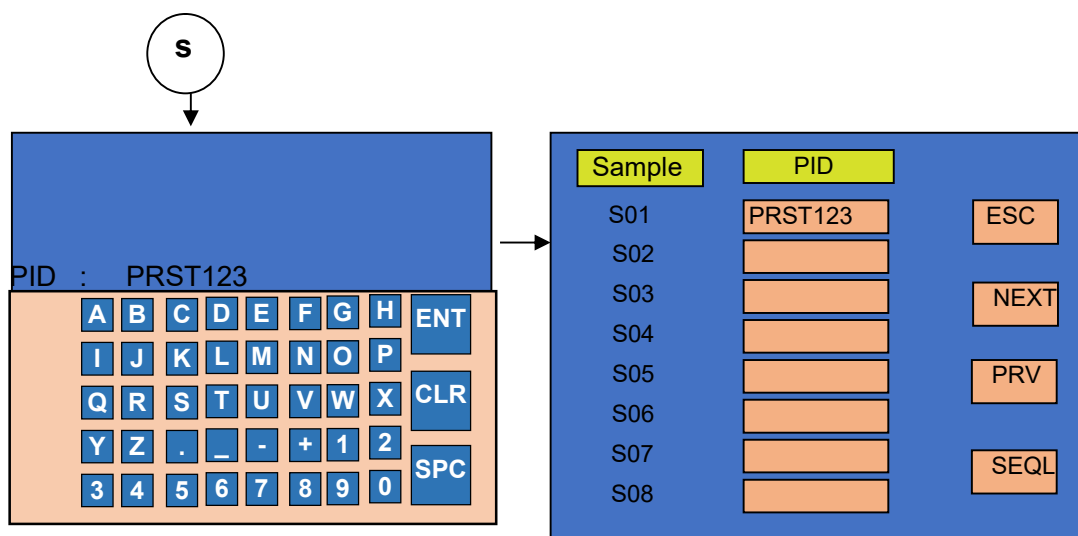 s
PID : PRST123
A B C D E F G H ENT
I J K L M N O P
Q R S T U V W X CLR
Y Z . _ - + 1 2
3 4 5 6 7 8 9 0 SPC
Sample PID
S01 PRST123 ESC
S02
S03 NEXT
S04
S05 PRV
S06
S07 SEQL
S08